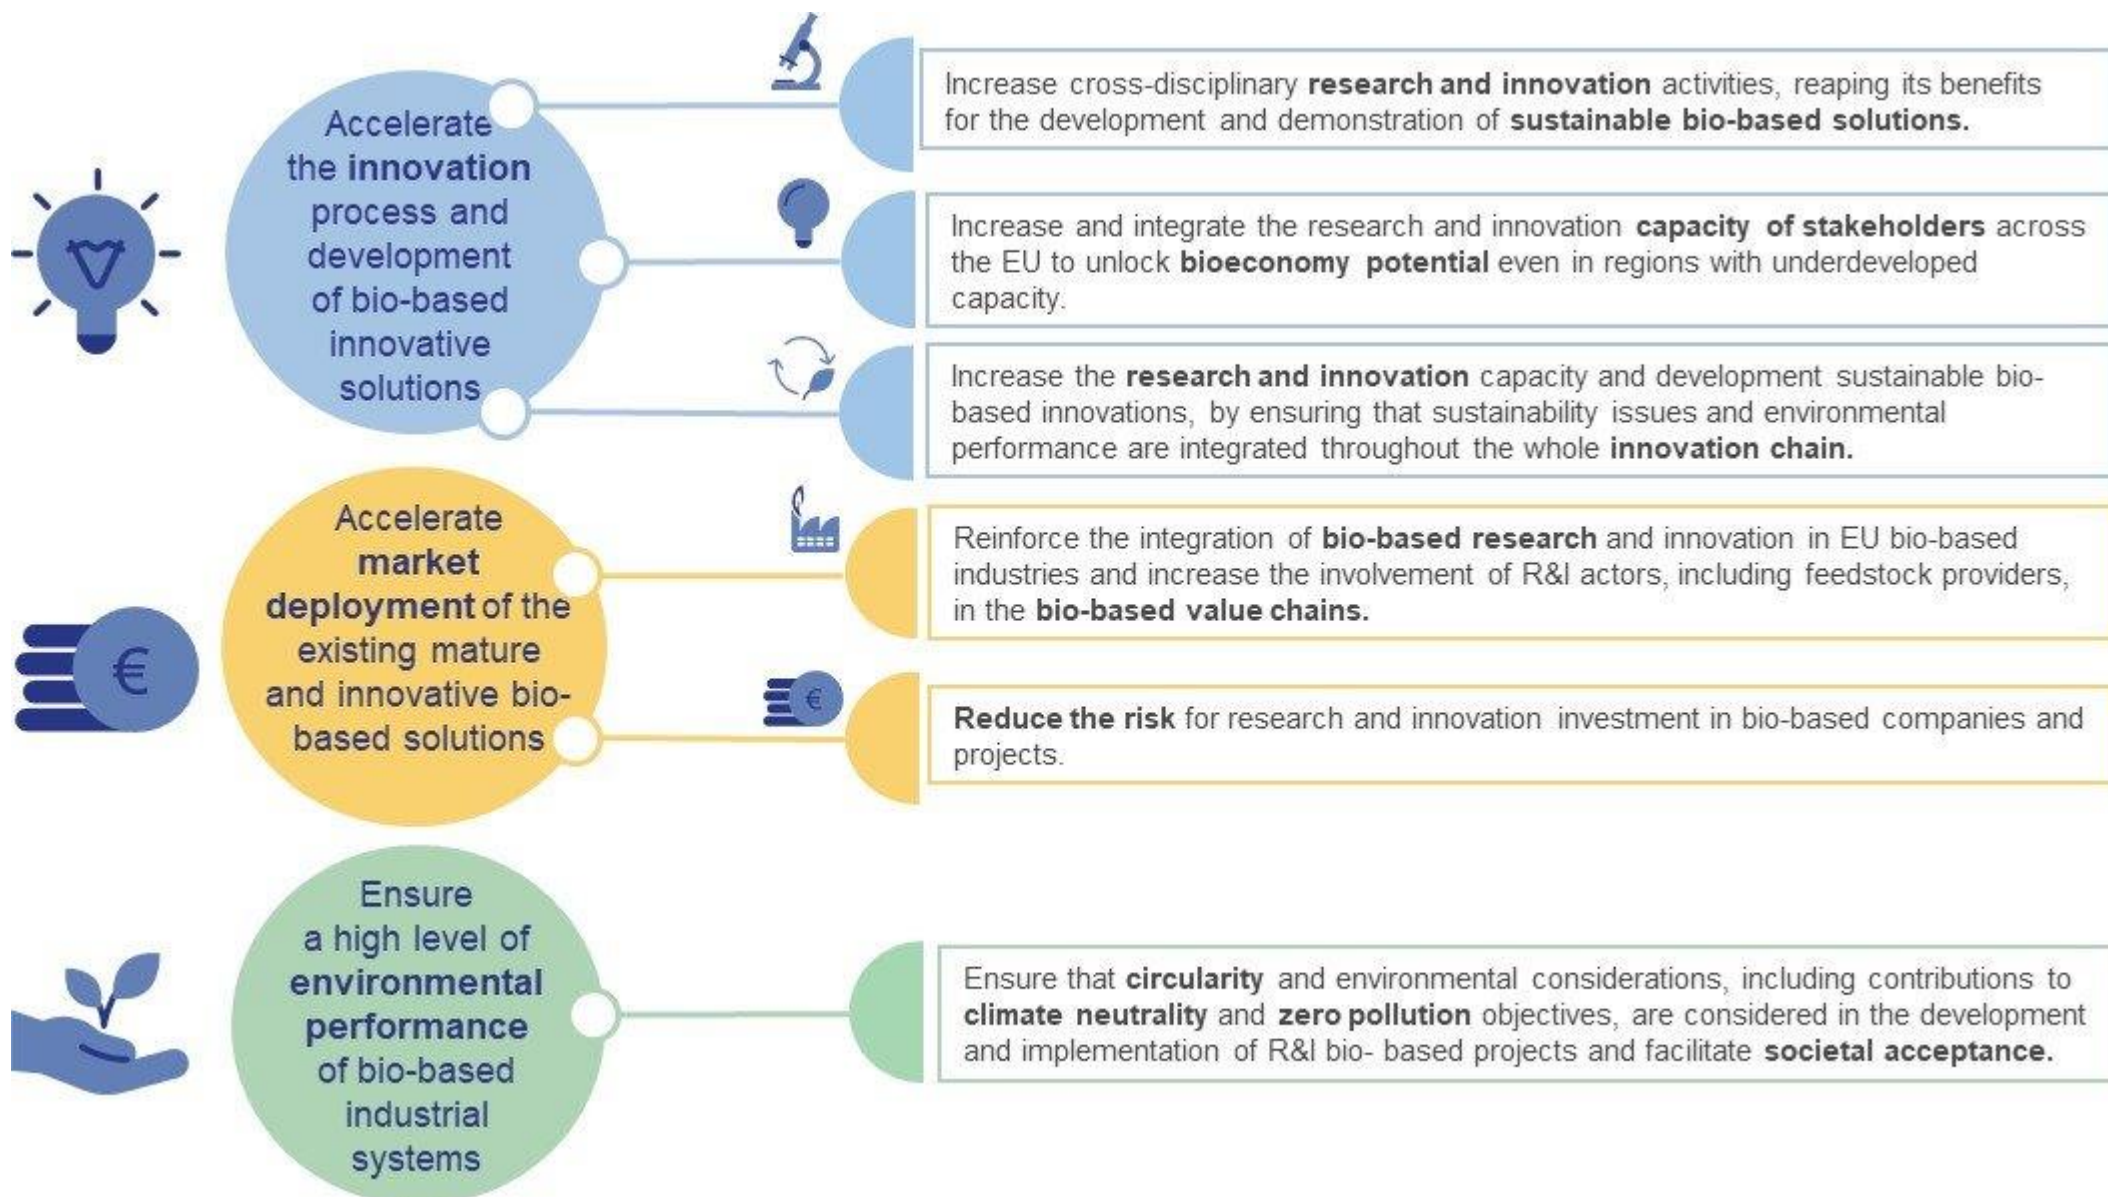 Accelerate
the innovation
process and
development
of bio-based
innovative
solutions
Increase cross-disciplinary research and innovation activities, reaping its benefits
for the development and demonstration of sustainable bio-based solutions.
Increase and integrate the research and innovation capacity of stakeholders across
the EU to unlock bioeconomy potential even in regions with underdeveloped
capacity.
Increase the research and innovation capacity and development sustainable bio-
based innovations, by ensuring that sustainability issues and environmental
performance are integrated throughout the whole innovation chain.
Accelerate
market
deployment of the
existing mature
and innovative bio-
based solutions
€
Reinforce the integration of bio-based research and innovation in EU bio-based
industries and increase the involvement of R&I actors, including feedstock providers,
in the bio-based value chains.
€
Reduce the risk for research and innovation investment in bio-based companies and
projects.
Ensure
a high level of
environmental
performance
of bio-based
industrial
systems
Ensure that circularity and environmental considerations, including contributions to
climate neutrality and zero pollution objectives, are considered in the development
and implementation of R&I bio- based projects and facilitate societal acceptance.